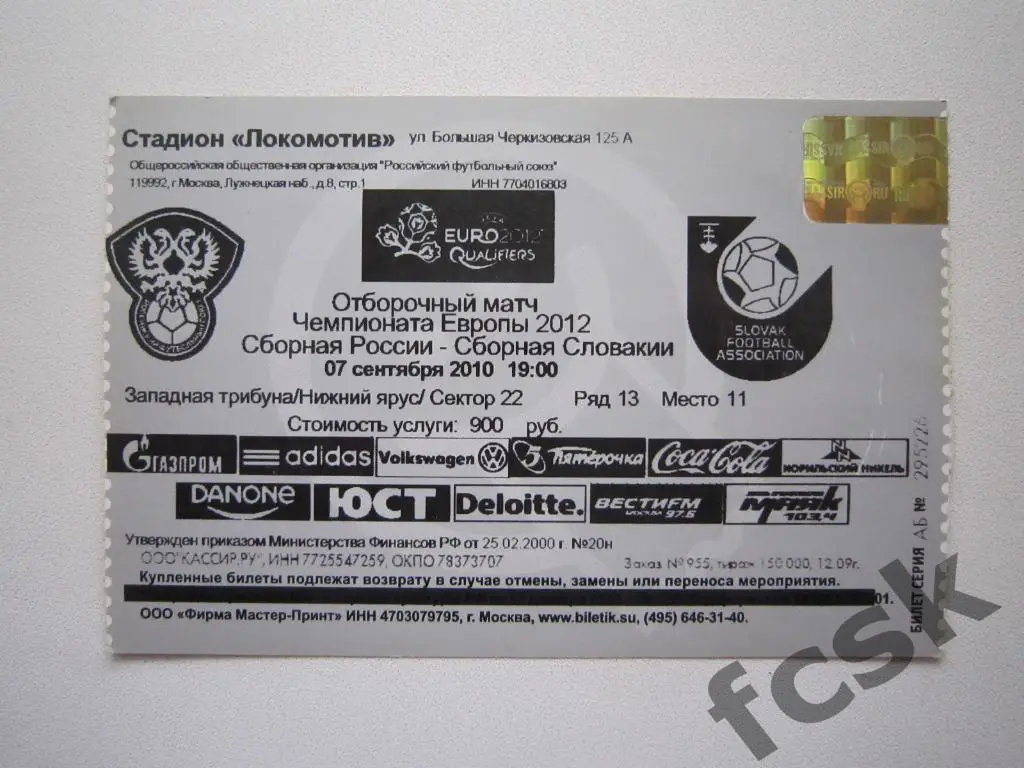 Стадион «Локомотив» ул Большая Черкизовская 125 А
Общероссийская общественная организация "Российский футбольный союз"
119992, г.Москва, Лужнецкая наб., д.8, стр.1 ИНН 7704016803
EURO2012
QUALIFIERS
SLOVAK
FOOTBALL
ASSOCIATION
Отборочный матч
Чемпионата Европы 2012
Сборная России - Сборная Словакии
07 сентября 2010 19:00
Западная трибуна/Нижний ярус/ Сектор 22 Ряд 13 Место 11
Стоимость услуги: 900 руб.
ГАЗПРОМ adidas Volkswagen 5 Пятёрочка Coca-Cola НОРИЛЬСКИЙ НИКЕЛЬ
DANONE ЮСТ Deloitte. ВЕСТИFM МОСКВА 97.6 МАЯК 103,4
Утвержден приказом Министерства Финансов РФ от 25.02.2000 г. №20н
ООО"КАССИР.РУ", ИНН 7725547259, ОКПО 78373707 Заказ №955, тираж 150 000, 12.09г.
Купленные билеты подлежат возврату в случае отмены, замены или переноса мероприятия.
01.
ООО «Фирма Мастер-Принт» ИНН 4703079795, г. Москва, www.biletik.su, (495) 646-31-40.
БИЛЕТ СЕРИЯ АБ № 295726
fcsk